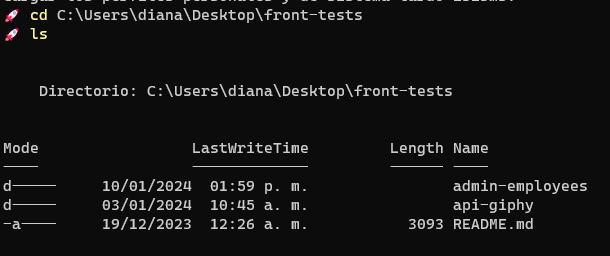 cd C:\Users\diana\Desktop\front-tests
ls
Directorio: C:\Users\diana\Desktop\front-tests
Mode LastWriteTime Length Name
---- ------------- ------ ----
d----- 10/01/2024 01:59 p. m. admin-employees
d----- 03/01/2024 10:45 a. m. api-giphy
-a---- 19/12/2023 12:26 a. m. 3093 README.md